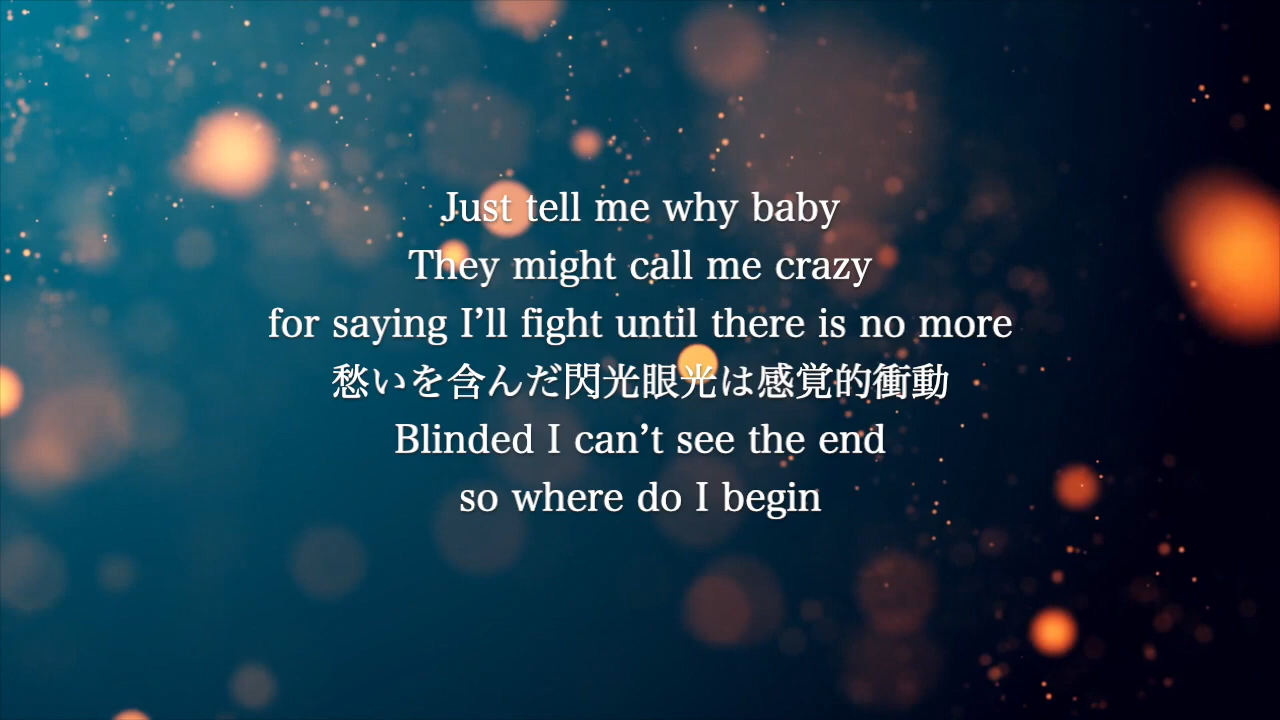 Just tell me why baby
They might call me crazy
for saying I’ll fight until there is no more
愁いを含んだ閃光眼光は感覚的衝動
Blinded I can’t see the end
so where do I begin